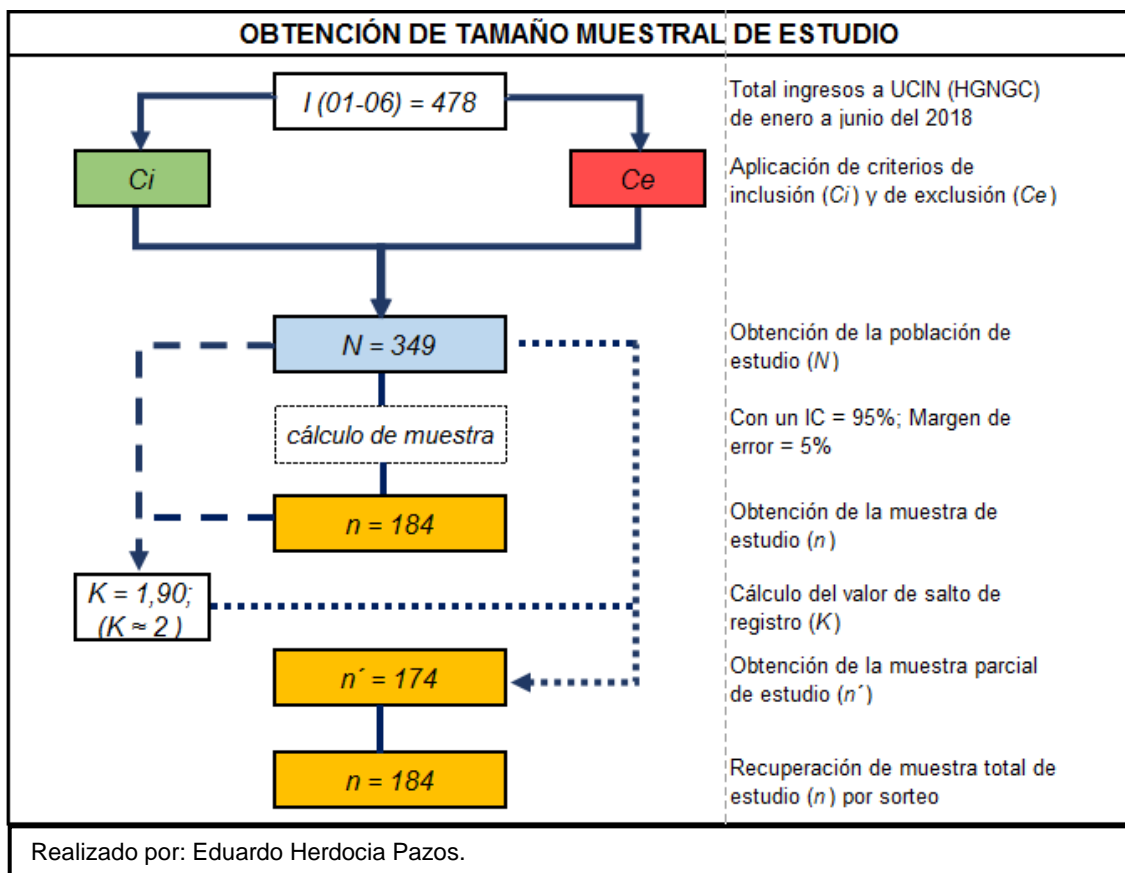 OBTENCIÓN DE TAMAÑO MUESTRAL DE ESTUDIO
I (01-06) = 478
Total ingresos a UCIN (HGNGC)
de enero a junio del 2018
Ci
Ce
Aplicación de criterios de
inclusión (Ci) y de exclusión (Ce)
N = 349
Obtención de la población de
estudio (N)
cálculo de muestra
Con un IC = 95%; Margen de
error = 5%
n = 184
Obtención de la muestra de
estudio (n)
K = 1,90;
(K ≈ 2 )
Cálculo del valor de salto de
registro (K)
n´ = 174
Obtención de la muestra parcial
de estudio (n´)
n = 184
Recuperación de muestra total de
estudio (n) por sorteo
Realizado por: Eduardo Herdocia Pazos.